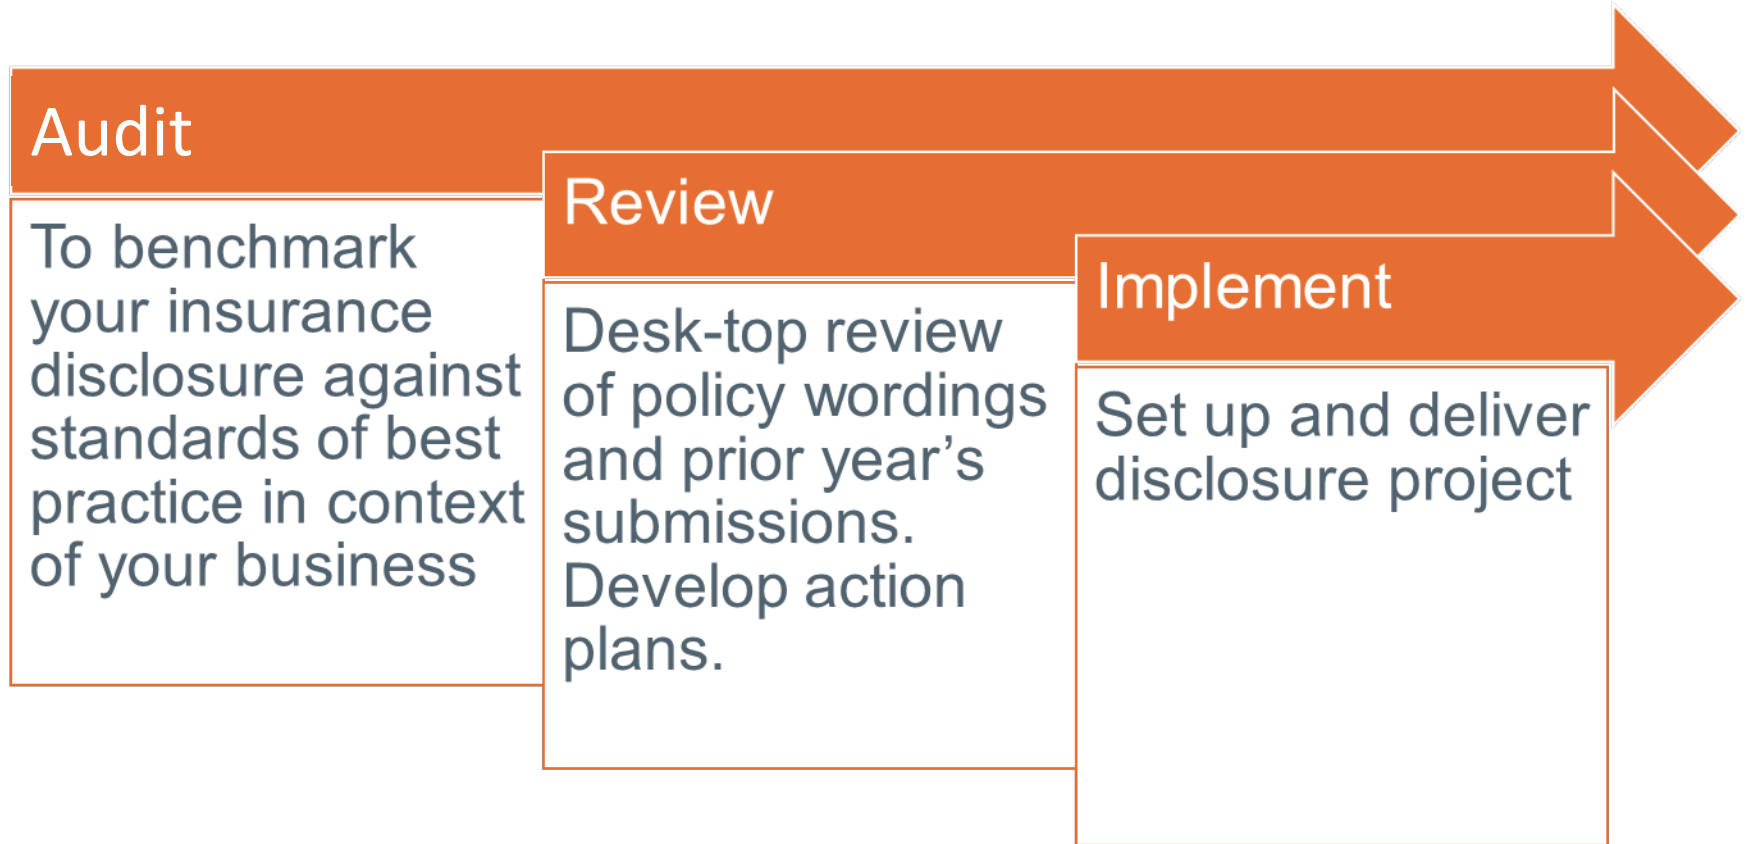 Audit
To benchmark
your insurance
disclosure against
standards of best
practice in context
of your business
Review
Desk-top review
of policy wordings
and prior year’s
submissions.
Develop action
plans.
Implement
Set up and deliver
disclosure project